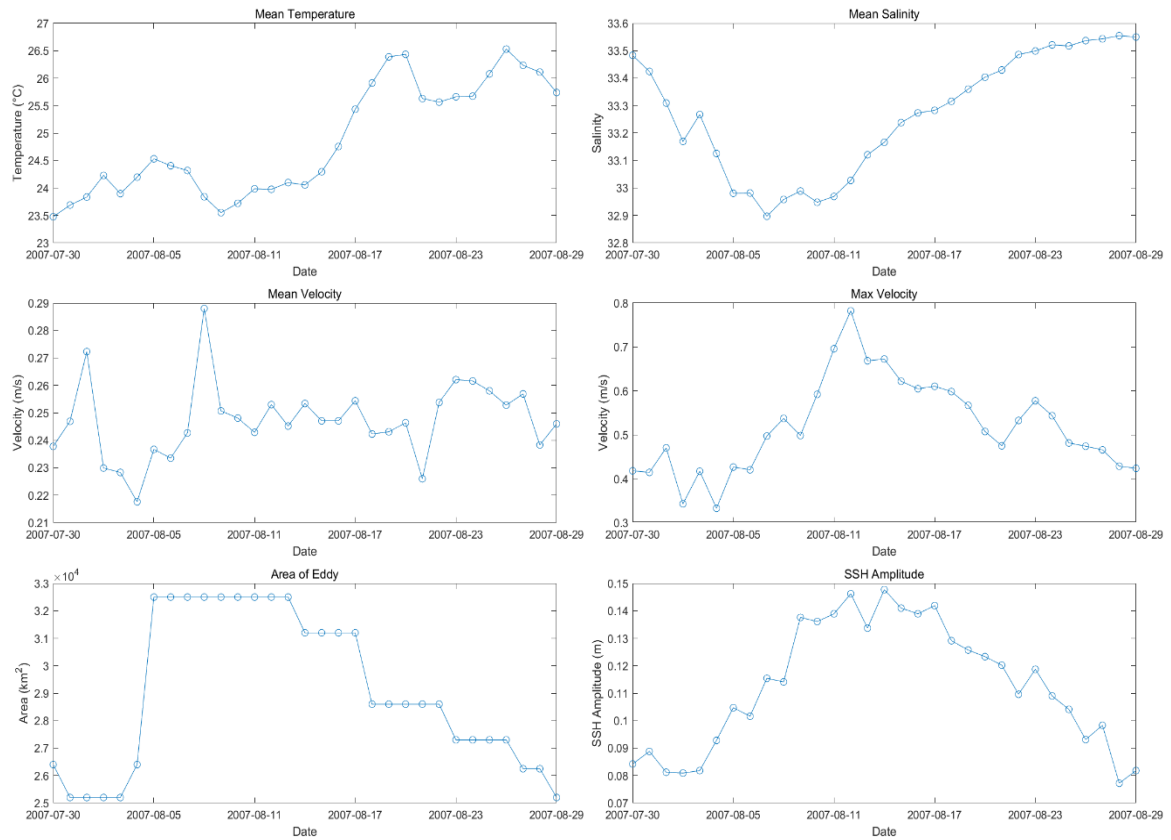 Mean Temperature
27
26.5
26
25.5
25
24.5
24
23.5
23
Temperature (°C)
2007-07-30 2007-08-05 2007-08-11 2007-08-17 2007-08-23 2007-08-29
Date
Mean Salinity
33.6
33.5
33.4
33.3
33.2
33.1
33
32.9
32.8
Salinity
2007-07-30 2007-08-05 2007-08-11 2007-08-17 2007-08-23 2007-08-29
Date
Mean Velocity
0.29
0.28
0.27
0.26
0.25
0.24
0.23
0.22
0.21
Velocity (m/s)
2007-07-30 2007-08-05 2007-08-11 2007-08-17 2007-08-23 2007-08-29
Date
Max Velocity
0.8
0.7
0.6
0.5
0.4
0.3
Velocity (m/s)
2007-07-30 2007-08-05 2007-08-11 2007-08-17 2007-08-23 2007-08-29
Date
Area of Eddy
× 10⁴
3.3
3.2
3.1
3
2.9
2.8
2.7
2.6
2.5
Area (km²)
2007-07-30 2007-08-05 2007-08-11 2007-08-17 2007-08-23 2007-08-29
Date
SSH Amplitude
0.15
0.14
0.13
0.12
0.11
0.1
0.09
0.08
0.07
SSH Amplitude (m)
2007-07-30 2007-08-05 2007-08-11 2007-08-17 2007-08-23 2007-08-29
Date